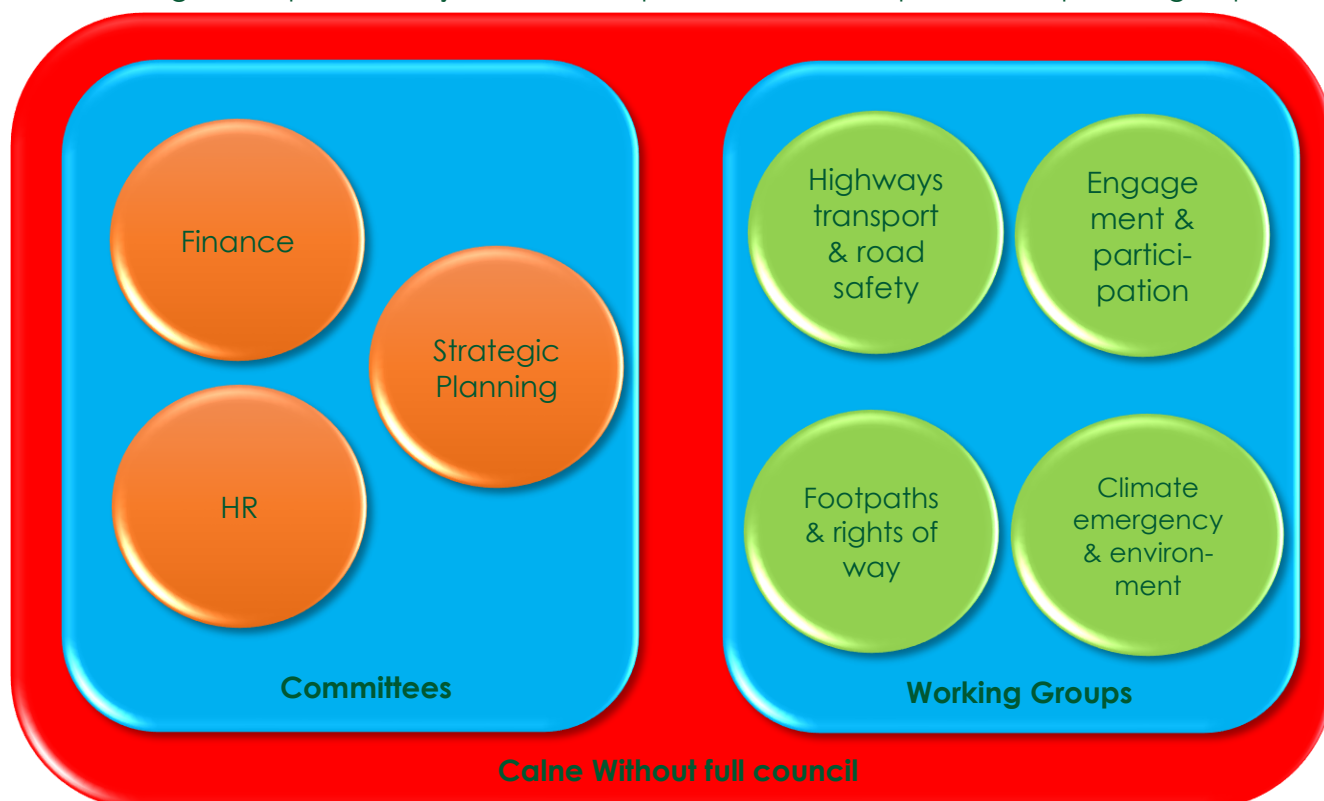 Finance
Strategic
Planning
HR
Committees
Highways
transport
& road
safety
Engage
ment &
partici-
pation
Footpaths
& rights of
way
Climate
emergency
& environ-
ment
Working Groups
Calne Without full council